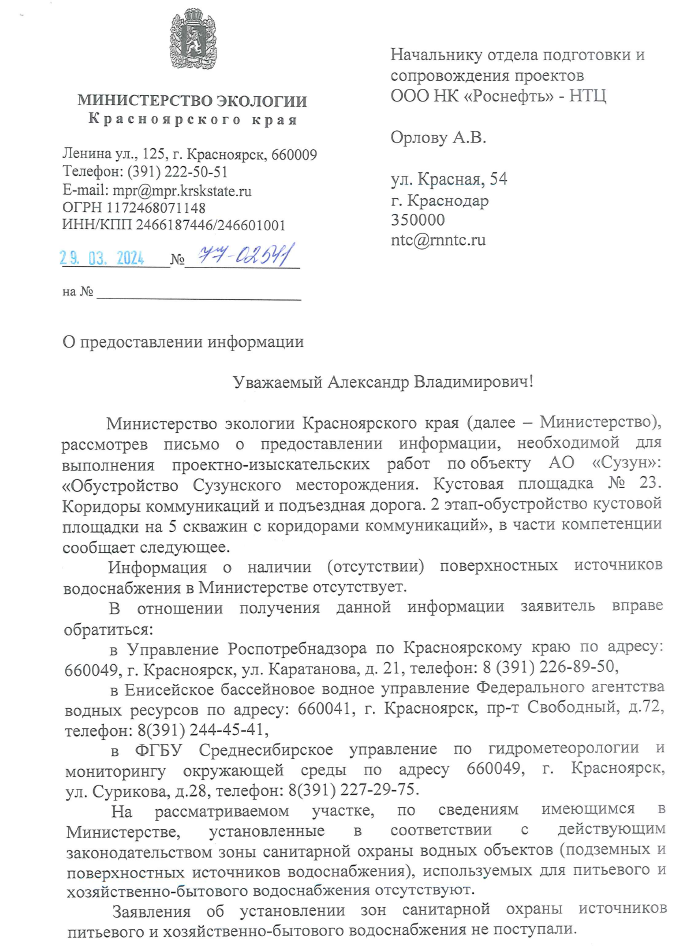 МИНИСТЕРСТВО ЭКОЛОГИИ
Красноярского края
Ленина ул., 125, г. Красноярск, 660009
Телефон: (391) 222-50-51
E-mail: mpr@mpr.krskstate.ru
ОГРН 1172468071148
ИНН/КПП 2466187446/246601001
29. 03. 2024 № 77-02541
на №
Начальнику отдела подготовки и
сопровождения проектов
ООО НК «Роснефть» - НТЦ
Орлову А.В.
ул. Красная, 54
г. Краснодар
350000
ntc@rnntc.ru
О предоставлении информации
Уважаемый Александр Владимирович!
Министерство экологии Красноярского края (далее – Министерство),
рассмотрев письмо о предоставлении информации, необходимой для
выполнения проектно-изыскательских работ по объекту АО «Сузун»:
«Обустройство Сузунского месторождения. Кустовая площадка № 23.
Коридоры коммуникаций и подъездная дорога. 2 этап-обустройство кустовой
площадки на 5 скважин с коридорами коммуникаций», в части компетенции
сообщает следующее.
Информация о наличии (отсутствии) поверхностных источников
водоснабжения в Министерстве отсутствует.
В отношении получения данной информации заявитель вправе
обратиться:
в Управление Роспотребнадзора по Красноярскому краю по адресу:
660049, г. Красноярск, ул. Каратанова, д. 21, телефон: 8 (391) 226-89-50,
в Енисейское бассейновое водное управление Федерального агентства
водных ресурсов по адресу: 660041, г. Красноярск, пр-т Свободный, д.72,
телефон: 8(391) 244-45-41,
в ФГБУ Среднесибирское управление по гидрометеорологии и
мониторингу окружающей среды по адресу 660049, г. Красноярск,
ул. Сурикова, д.28, телефон: 8(391) 227-29-75.
На рассматриваемом участке, по сведениям имеющимся в
Министерстве, установленные в соответствии с действующим
законодательством зоны санитарной охраны водных объектов (подземных и
поверхностных источников водоснабжения), используемых для питьевого и
хозяйственно-бытового водоснабжения отсутствуют.
Заявления об установлении зон санитарной охраны источников
питьевого и хозяйственно-бытового водоснабжения не поступали.